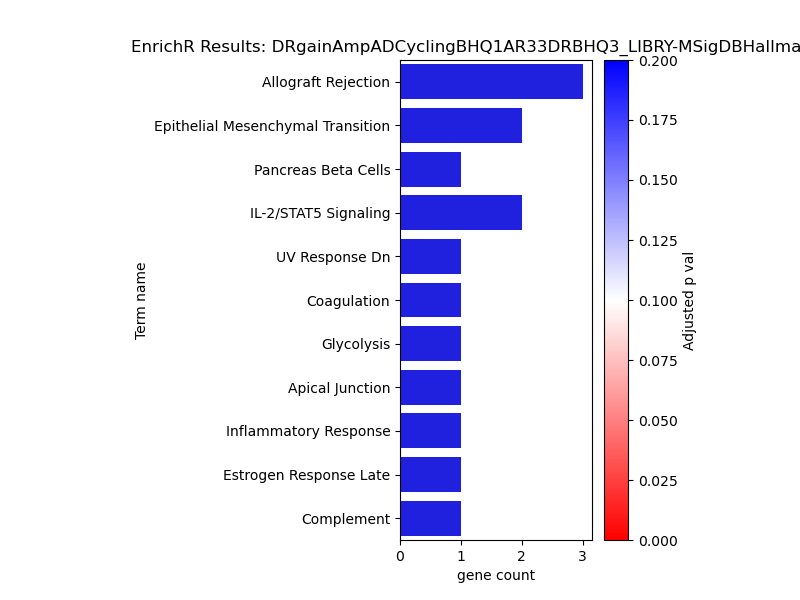 EnrichR Results: DRgainAmpADCyclingBHQ1AR33DRBHQ3_LIBRY-MSigDBHallma
Allograft Rejection
Epithelial Mesenchymal Transition
Pancreas Beta Cells
IL-2/STAT5 Signaling
UV Response Dn
Coagulation
Glycolysis
Apical Junction
Inflammatory Response
Estrogen Response Late
Complement
Term name
0 1 2 3
gene count
0.200
0.175
0.150
0.125
0.100
0.075
0.050
0.025
0.000
Adjusted p val